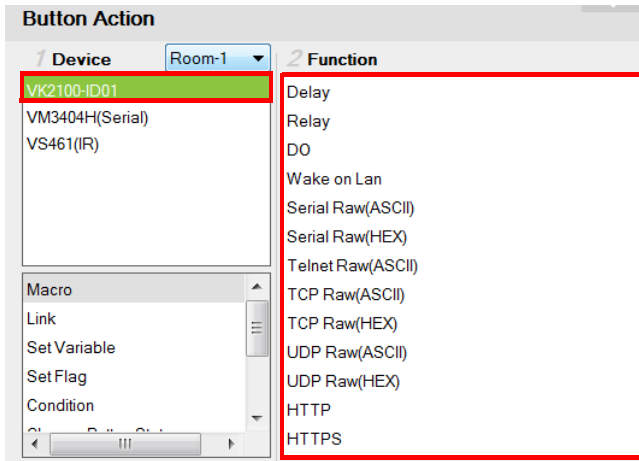 Button Action
1 Device
Room-1
2 Function
VK2100-ID01
VM3404H(Serial)
VS461(IR)
Macro
Link
Set Variable
Set Flag
Condition
Delay
Relay
DO
Wake on Lan
Serial Raw(ASCII)
Serial Raw(HEX)
Telnet Raw(ASCII)
TCP Raw(ASCII)
TCP Raw(HEX)
UDP Raw(ASCII)
UDP Raw(HEX)
HTTP
HTTPS